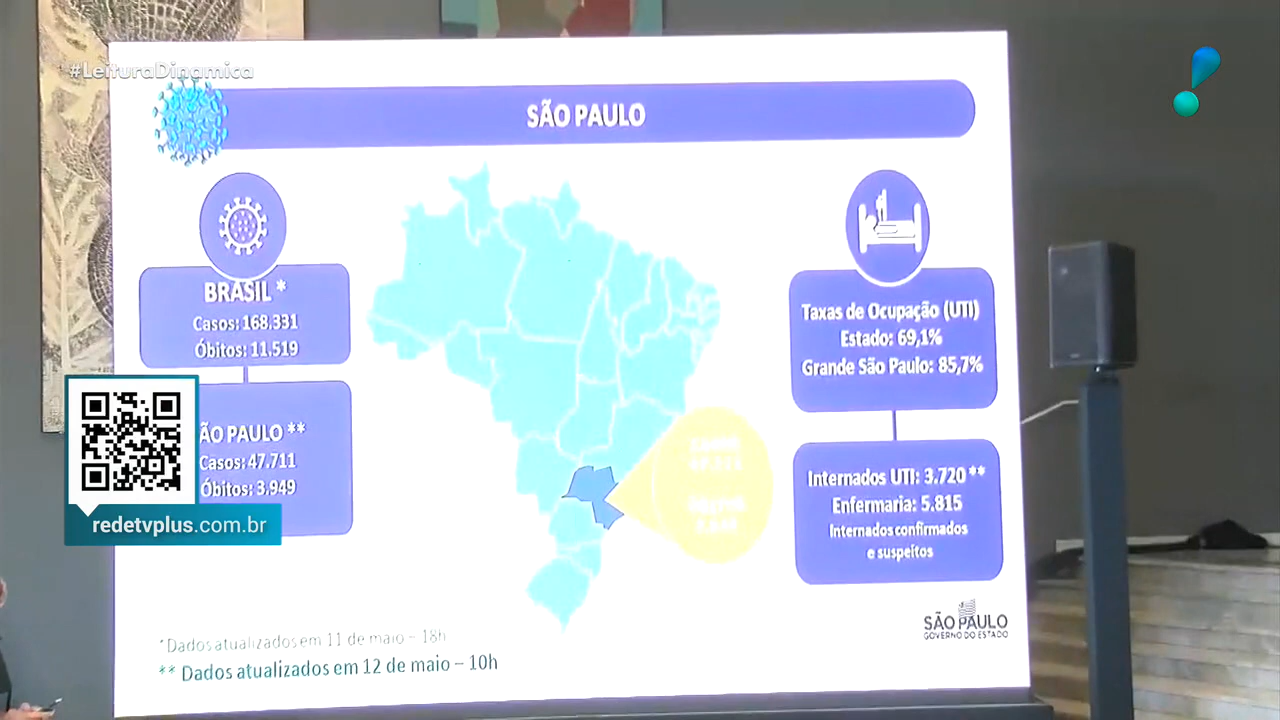 #LeituraDinamica
SÃO PAULO
BRASIL *
Casos: 168.331
Óbitos: 11.519
ÃO PAULO **
Casos: 47.711
Óbitos: 3.949
redetvplus.com.br
Taxas de Ocupação (UTI)
Estado: 69,1%
Grande São Paulo: 85,7%
Internados UTI: 3.720 **
Enfermaria: 5.815
Internados confirmados
e suspeitos
SÃO PAULO
GOVERNO DO ESTADO
* Dados atualizados em 11 de maio – 18h
** Dados atualizados em 12 de maio – 10h